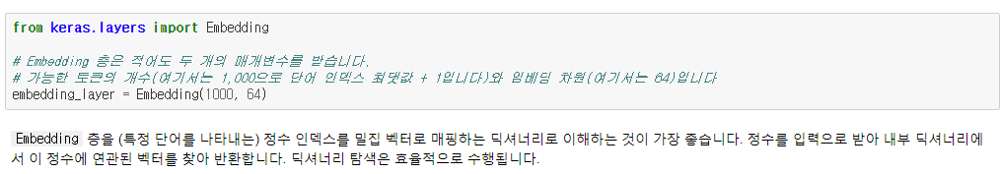 from keras.layers import Embedding
# Embedding 층은 적어도 두 개의 매개변수를 받습니다.
# 가능한 토큰의 개수(여기서는 1,000으로 단어 인덱스 최댓값 + 1입니다)와 임베딩 차원(여기서는 64)입니다
embedding_layer = Embedding(1000, 64)
Embedding 층을 (특정 단어를 나타내는) 정수 인덱스를 밀집 벡터로 매핑하는 딕셔너리로 이해하는 것이 가장 좋습니다. 정수를 입력으로 받아 내부 딕셔너리에
서 이 정수에 연관된 벡터를 찾아 반환합니다. 딕셔너리 탐색은 효율적으로 수행됩니다.